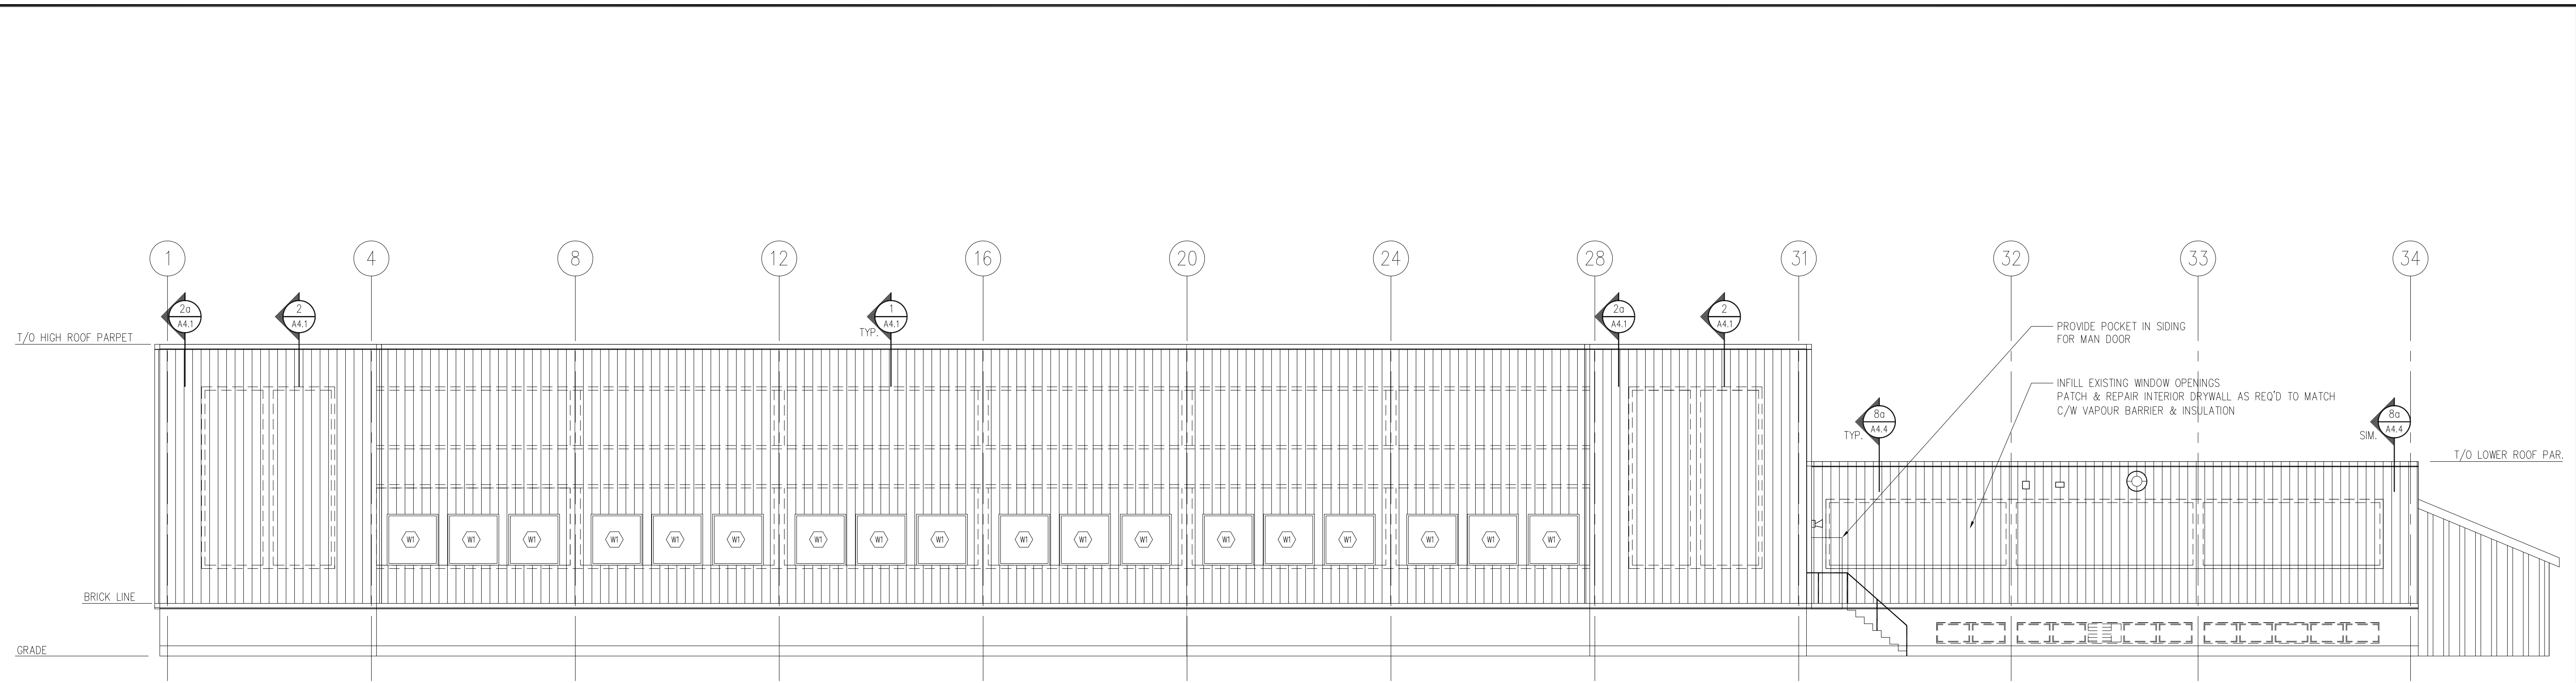 1 4 8 12 16 20 24 28 31 32 33 34
2a
A4.1
2
A4.1
TYP.
1
A4.1
2a
A4.1
2
A4.1
T/O HIGH ROOF PARPET
PROVIDE POCKET IN SIDING
FOR MAN DOOR
INFILL EXISTING WINDOW OPENINGS
PATCH & REPAIR INTERIOR DRYWALL AS REQ'D TO MATCH
C/W VAPOUR BARRIER & INSULATION
TYP.
8a
A4.4
SIM.
8a
A4.4
T/O LOWER ROOF PAR.
W1 W1 W1 W1 W1 W1 W1 W1 W1 W1 W1 W1 W1 W1 W1 W1 W1 W1
BRICK LINE
GRADE